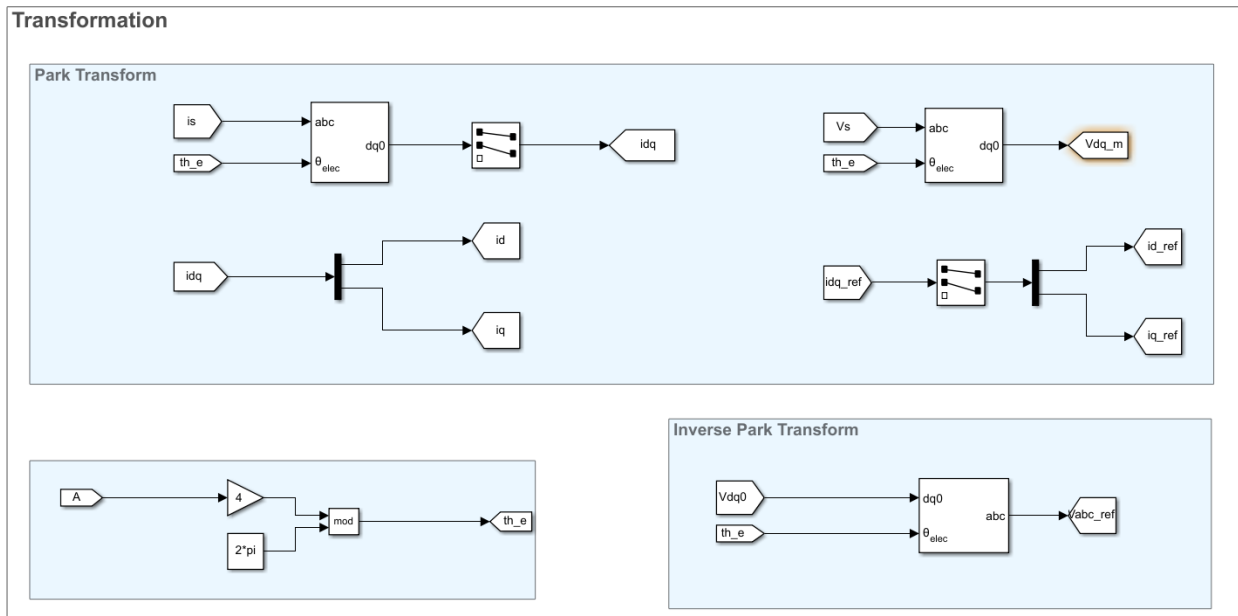 Transformation
Park Transform
is
th_e
abc
θelec
dq0
idq
Vs
th_e
abc
θelec
dq0
Vdq_m
idq
id
iq
idq_ref
id_ref
iq_ref
A
4
2*pi
mod
th_e
Inverse Park Transform
Vdq0
th_e
dq0
θelec
abc
Vabc_ref